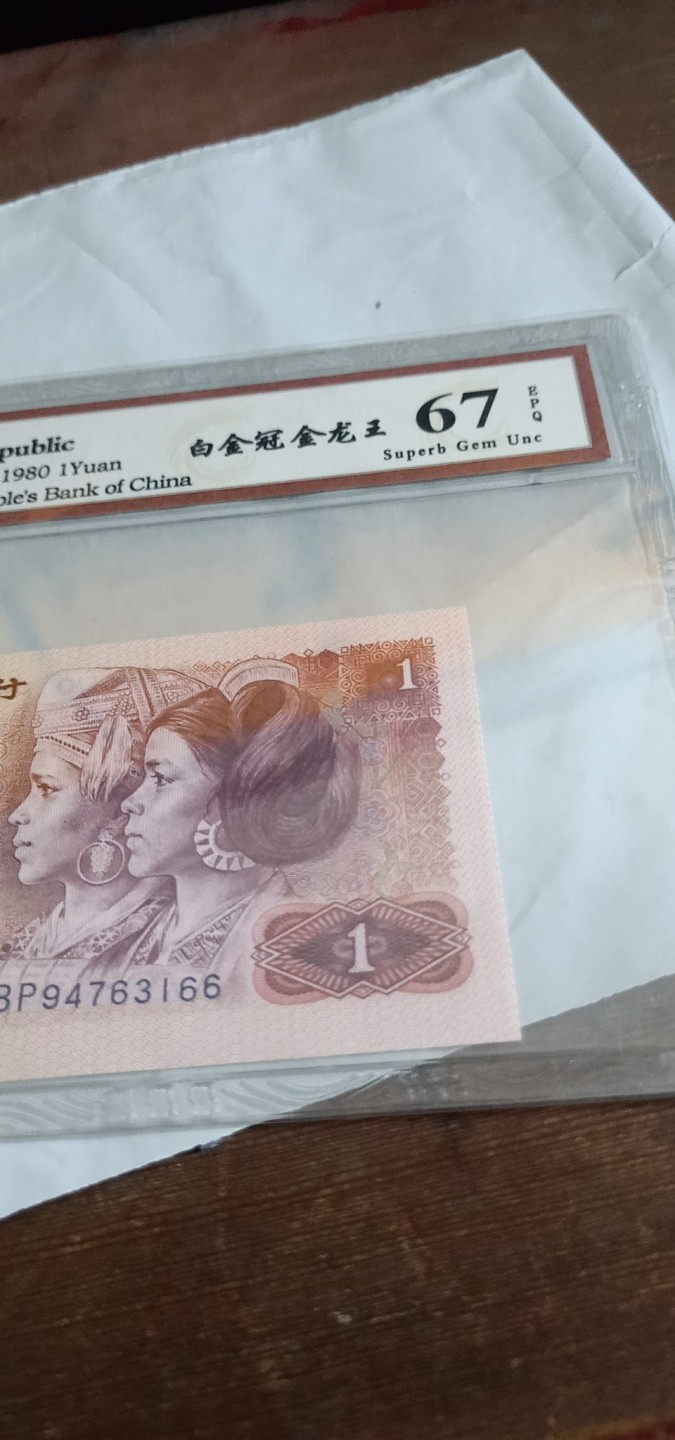 public
1980 1Yuan
ple's Bank of China
白金冠金龙王
67
EPQ
Superb Gem Unc
行
1
1
BP94763166